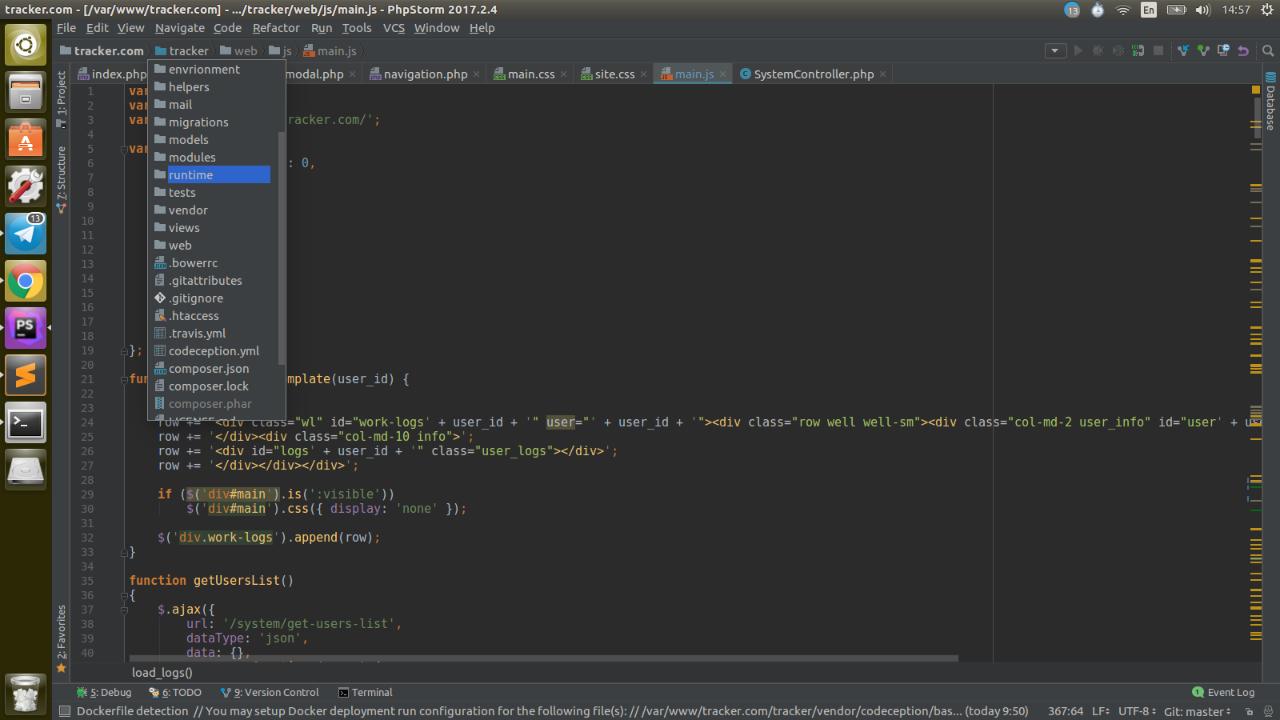 tracker.com - [/var/www/tracker.com] - .../tracker/web/js/main.js - PhpStorm 2017.2.4
13 En 14:57
File Edit View Navigate Code Refactor Run Tools VCS Window Help
tracker.com tracker web js main.js
index.php modal.php navigation.php main.css site.css main.js SystemController.php
1: Project
7: Structure
2: Favorites
Database
13
PS
envrionment
helpers
mail
migrations
models
modules
runtime
tests
vendor
views
web
.bowerrc
.gitattributes
.gitignore
.htaccess
.travis.yml
codeception.yml
composer.json
composer.lock
composer.phar
1 var
2 var
3 var racker.com/';
4
5 var
6 : 0,
7
8
9
10
11
12
13
14
15
16
17
18
19 };
20
21 fun mplate(user_id) {
22
23
24 row += '<div class="wl" id="work-logs' + user_id + '" user="' + user_id + '"><div class="row well well-sm"><div class="col-md-2 user_info" id="user' + us
25 row += '</div><div class="col-md-10 info">';
26 row += '<div id="logs' + user_id + '" class="user_logs"></div>';
27 row += '</div></div></div>';
28
29 if ($('div#main').is(':visible'))
30 $('div#main').css({ display: 'none' });
31
32 $('div.work-logs').append(row);
33 }
34
35 function getUsersList()
36 {
37 $.ajax({
38 url: '/system/get-users-list',
39 dataType: 'json',
40 data: {},
load_logs()
5: Debug 6: TODO 9: Version Control Terminal 1 Event Log
Dockerfile detection // You may setup Docker deployment run configuration for the following file(s): // /var/www/tracker.com/tracker/vendor/codeception/bas... (today 9:50) 367:64 LF÷ UTF-8÷ Git: master÷